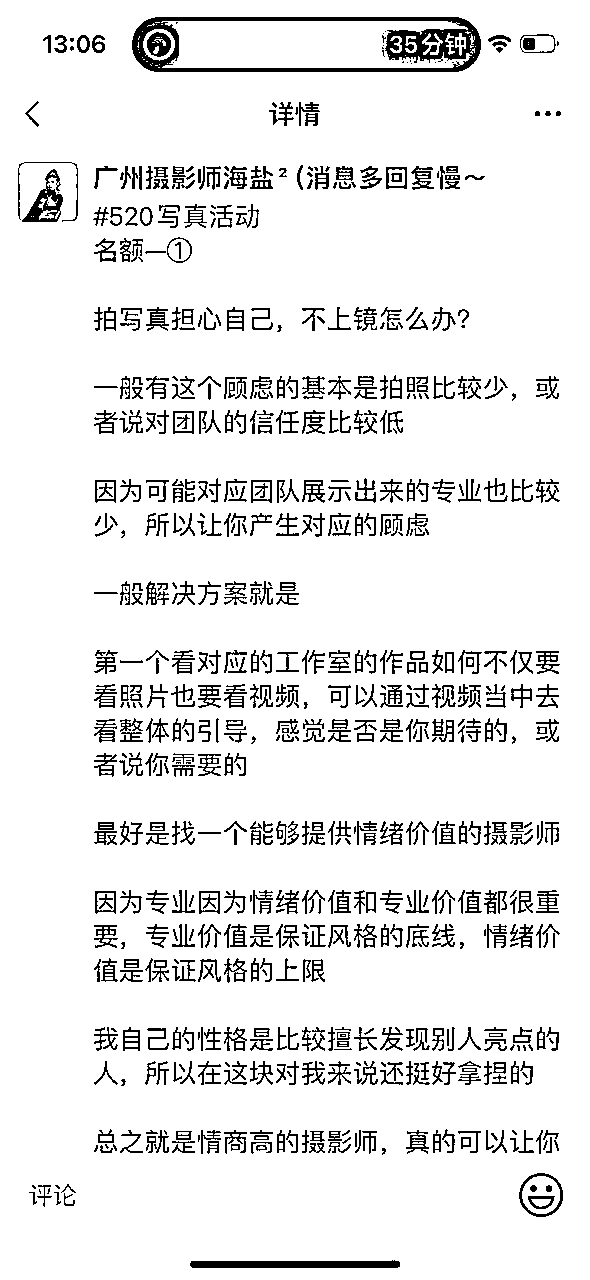 13:06
35分钟
详情
广州摄影师海盐²(消息多回复慢～
#520写真活动
名额—①
拍写真担心自己，不上镜怎么办？
一般有这个顾虑的基本是拍照比较少，或
者说对团队的信任度比较低
因为可能对应团队展示出来的专业也比较
少，所以让你产生对应的顾虑
一般解决方案就是
第一个看对应的工作室的作品如何不仅要
看照片也要看视频，可以通过视频当中去
看整体的引导，感觉是否是你期待的，或
者说你需要的
最好是找一个能够提供情绪价值的摄影师
因为专业因为情绪价值和专业价值都很重
要，专业价值是保证风格的底线，情绪价
值是保证风格的上限
我自己的性格是比较擅长发现别人亮点的
人，所以在这块对我来说还挺好拿捏的
总之就是情商高的摄影师，真的可以让你
评论